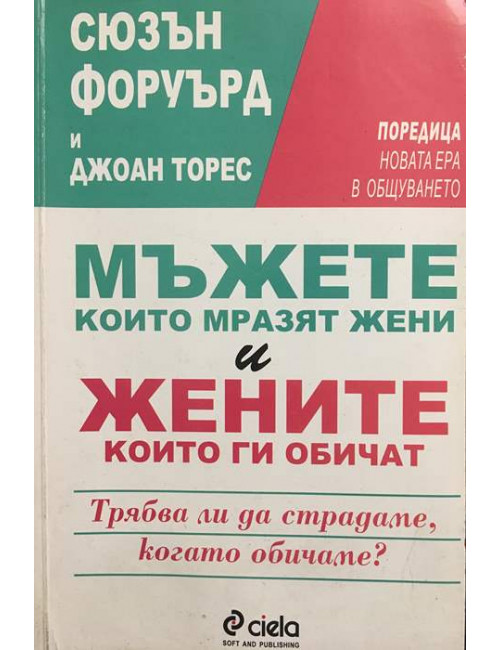 СЮЗЪН
ФОРУЪРД
И
ДЖОАН ТОРЕС
ПОРЕДИЦА
НОВАТА ЕРА
В ОБЩУВАНЕТО
МЪЖЕТЕ
КОИТО МРАЗЯТ ЖЕНИ
и
ЖЕНИТЕ
КОИТО ГИ ОБИЧАТ
Трябва ли да страдаме,
когато обичаме?
ciela
SOFT AND PUBLISHING